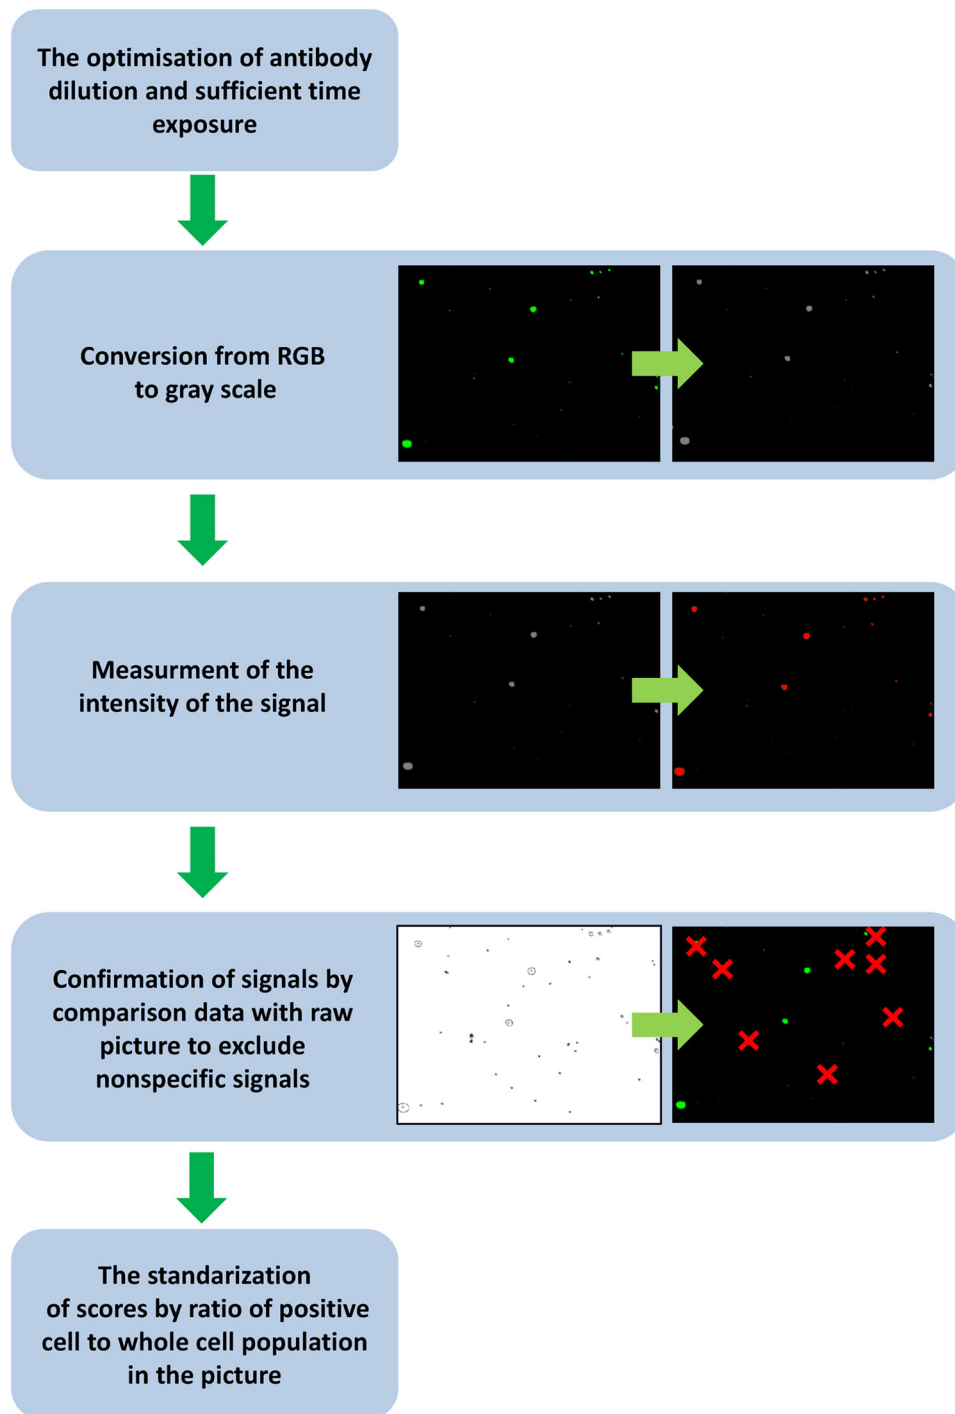 The optimisation of antibody
dilution and sufficient time
exposure
Conversion from RGB
to gray scale
Measurment of the
intensity of the signal
Confirmation of signals by
comparison data with raw
picture to exclude
nonspecific signals
The standarization
of scores by ratio of positive
cell to whole cell population
in the picture